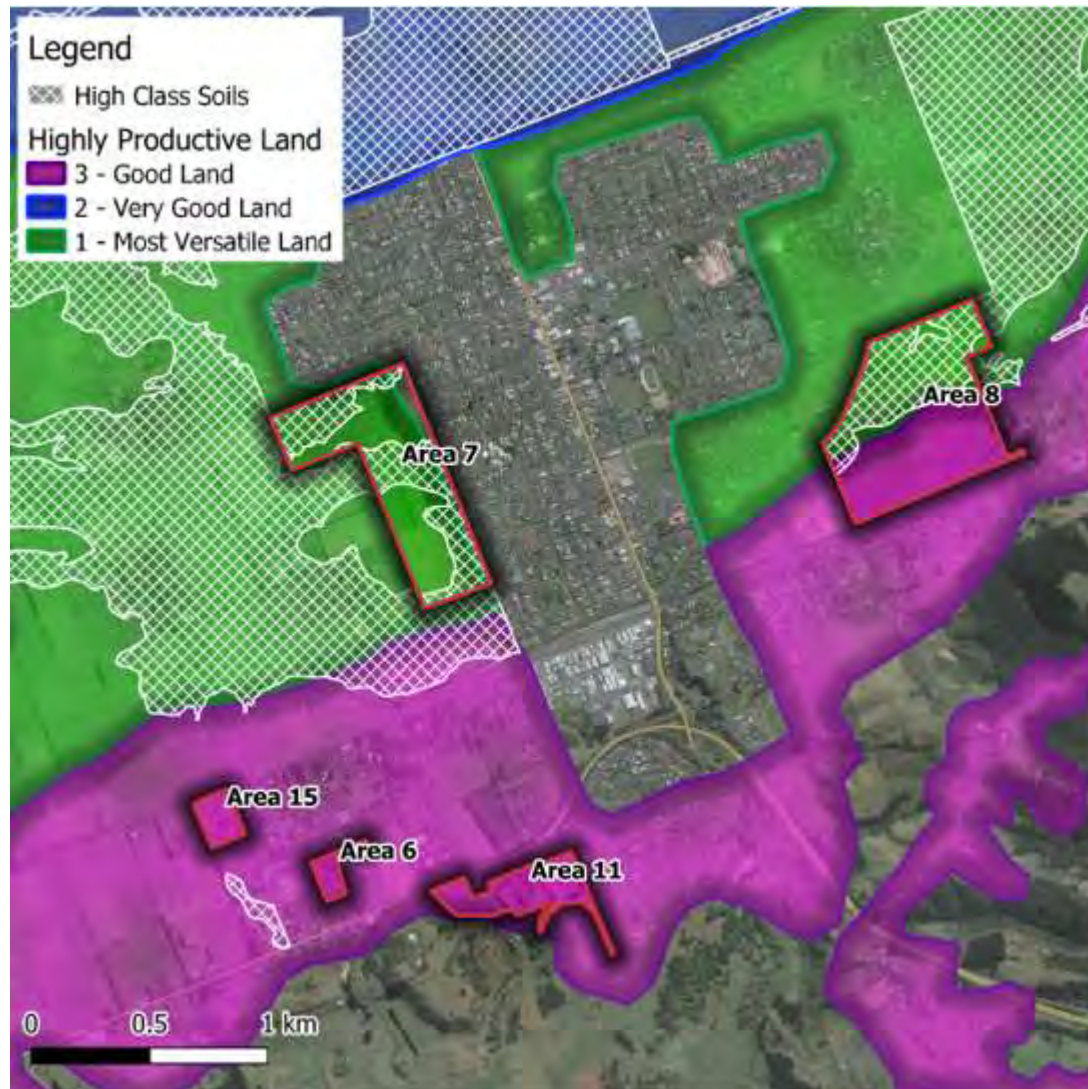 Legend
High Class Soils
Highly Productive Land
3 - Good Land
2 - Very Good Land
1 - Most Versatile Land
Area 8
Area 7
Area 15
Area 6
Area 11
0 0.5 1 km